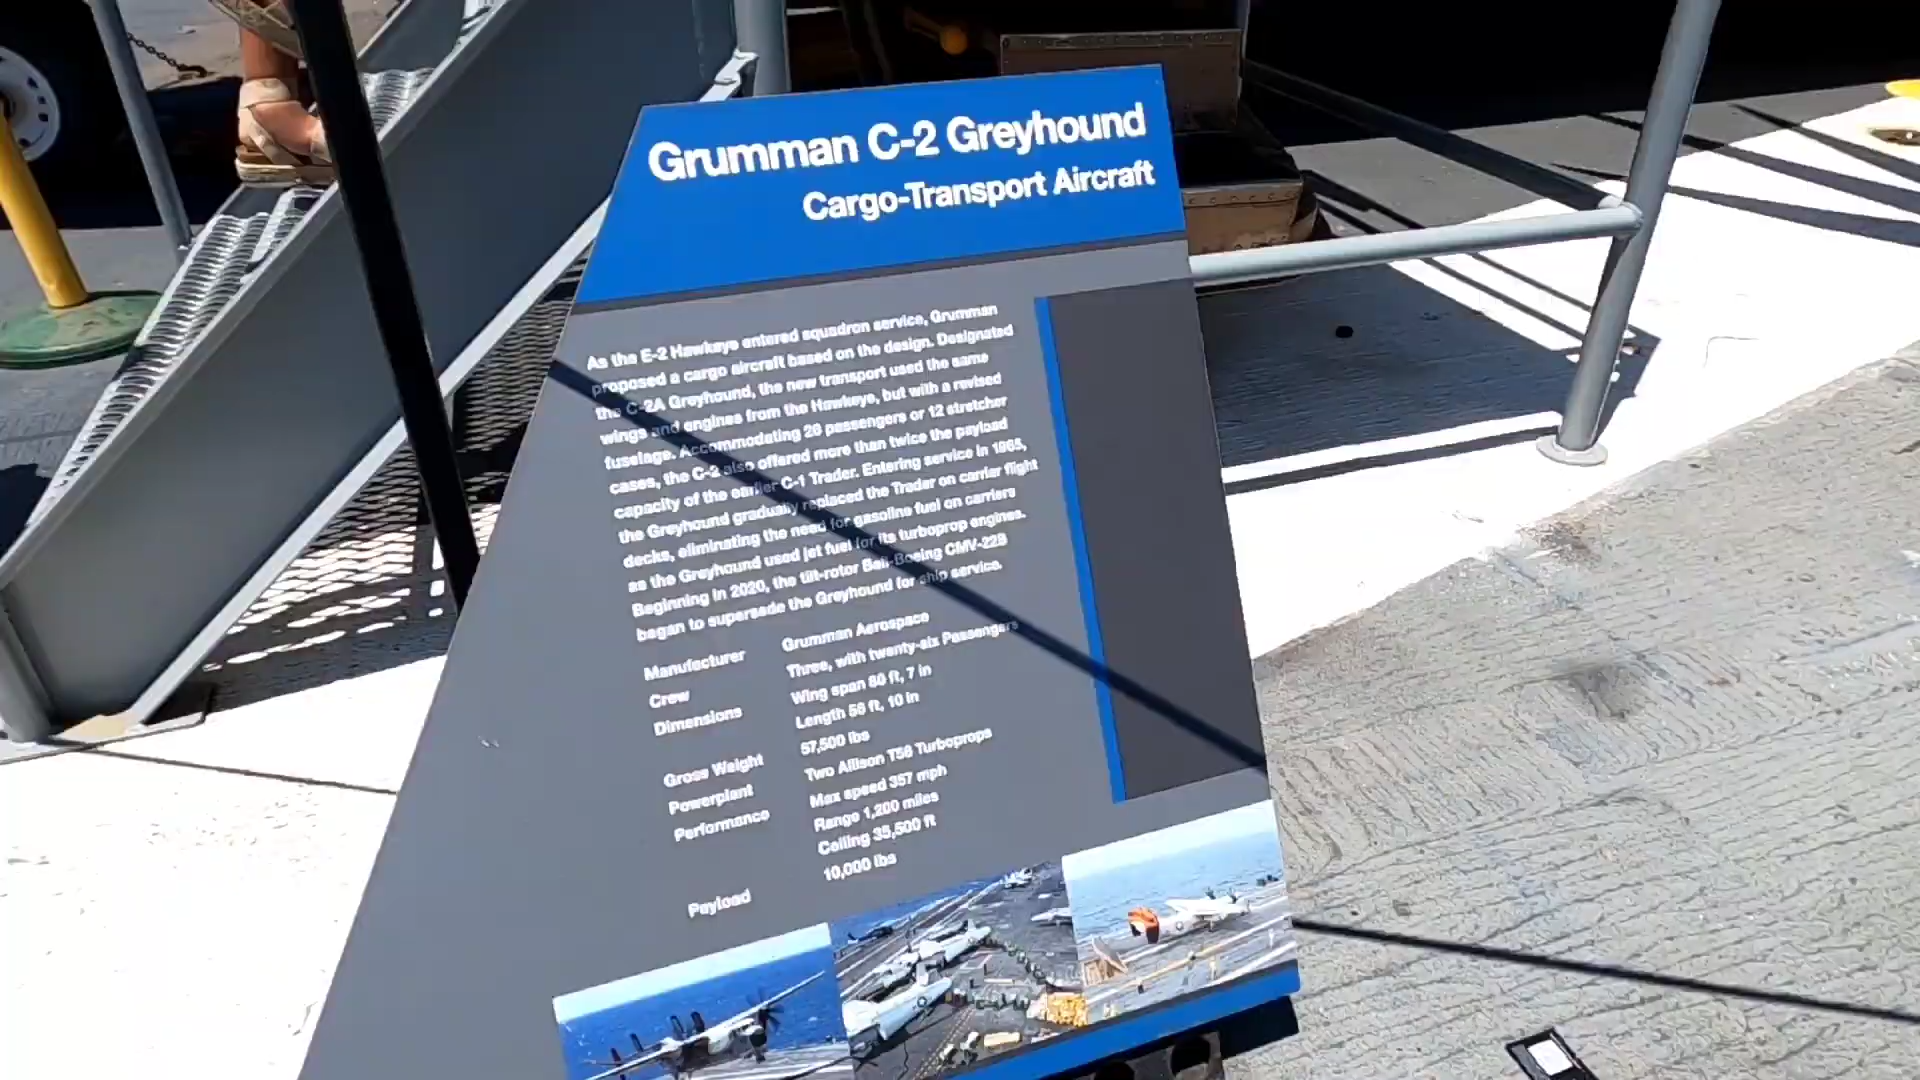 Grumman C-2 Greyhound
Cargo-Transport Aircraft
As the E-2 Hawkeye entered squadron service, Grumman
proposed a cargo aircraft based on the design. Designated
the C-2A Greyhound, the new transport used the same
wings and engines from the Hawkeye, but with a revised
fuselage. Accommodating 26 passengers or 12 stretcher
cases, the C-2 also offered more than twice the payload
capacity of the earlier C-1 Trader. Entering service in 1965,
the Greyhound gradually replaced the Trader on carrier flight
decks, eliminating the need for gasoline fuel on carriers
as the Greyhound used jet fuel for its turboprop engines.
Beginning in 2020, the tilt-rotor Bell-Boeing CMV-22B
began to supersede the Greyhound for ship service.
Manufacturer Grumman Aerospace
Crew Three, with twenty-six Passengers
Dimensions Wing span 80 ft, 7 in
Length 56 ft, 10 in
Gross Weight 57,500 lbs
Powerplant Two Allison T56 Turboprops
Performance Max speed 357 mph
Range 1,200 miles
Ceiling 33,500 ft
Payload 10,000 lbs